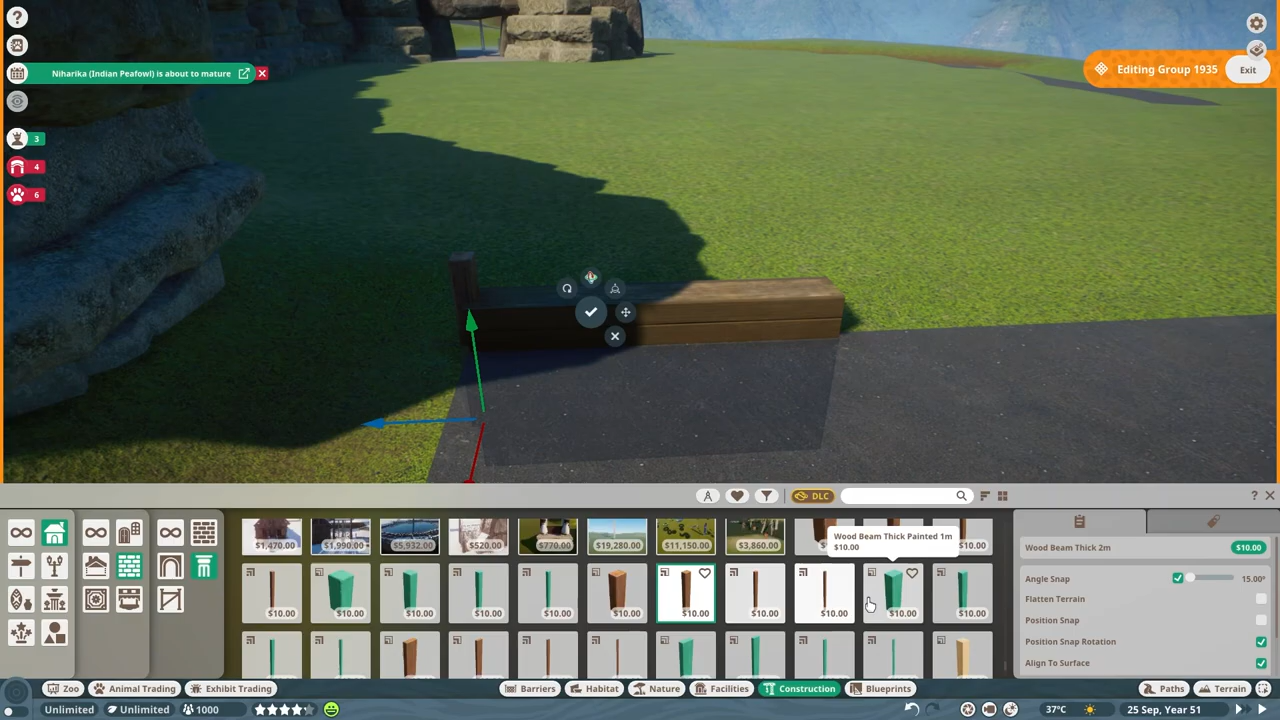 ?
Editing Group 1935
Exit
Niharika (Indian Peafowl) is about to mature
3
4
6
DLC
?
$1,470.00
$1,990.00
$5,932.00
$520.00
$770.00
$19,280.00
$11,150.00
$3,860.00
Wood Beam Thick Painted 1m
$10.00
Wood Beam Thick 2m
$10.00
$10.00
$10.00
$10.00
$10.00
$10.00
$10.00
$10.00
$10.00
$10.00
$10.00
$10.00
Angle Snap
15.00°
Flatten Terrain
Position Snap
Position Snap Rotation
Align To Surface
Zoo
Animal Trading
Exhibit Trading
Barriers
Habitat
Nature
Facilities
Construction
Blueprints
Paths
Terrain
Unlimited
Unlimited
1000
37°C
25 Sep, Year 51